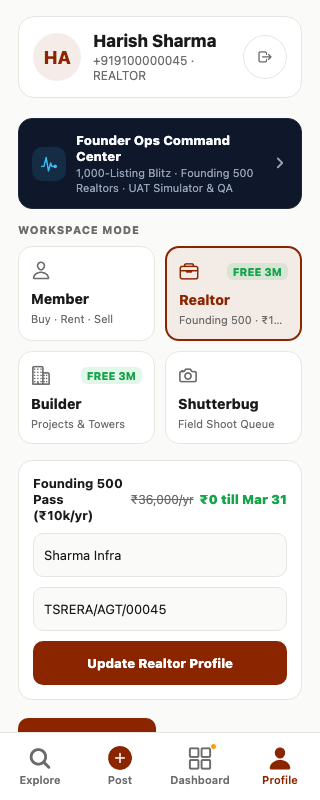 HA
Harish Sharma
+919100000045 ·
REALTOR
Founder Ops Command
Center
1,000-Listing Blitz · Founding 500
Realtors · UAT Simulator & QA
WORKSPACE MODE
Member
Buy · Rent · Sell
FREE 3M
Realtor
Founding 500 · ₹1...
FREE 3M
Builder
Projects & Towers
Shutterbug
Field Shoot Queue
Founding 500
Pass
(₹10k/yr)
₹36,000/yr ₹0 till Mar 31
Sharma Infra
TSRERA/AGT/00045
Update Realtor Profile
Explore
Post
Dashboard
Profile